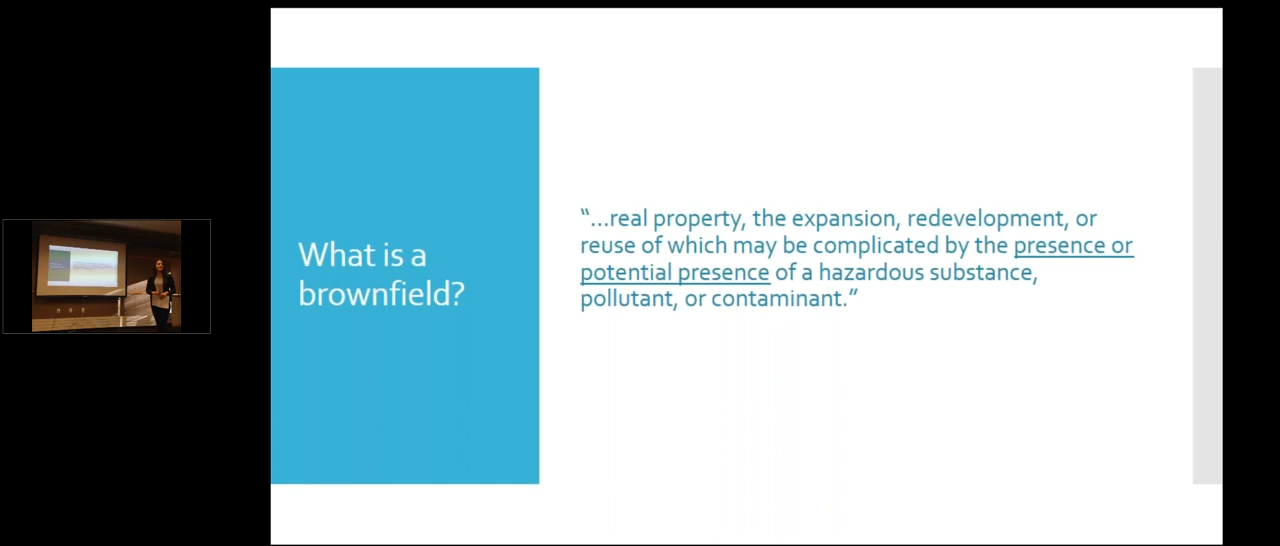 What is a
brownfield?
“...real property, the expansion, redevelopment, or
reuse of which may be complicated by the presence or
potential presence of a hazardous substance,
pollutant, or contaminant.”